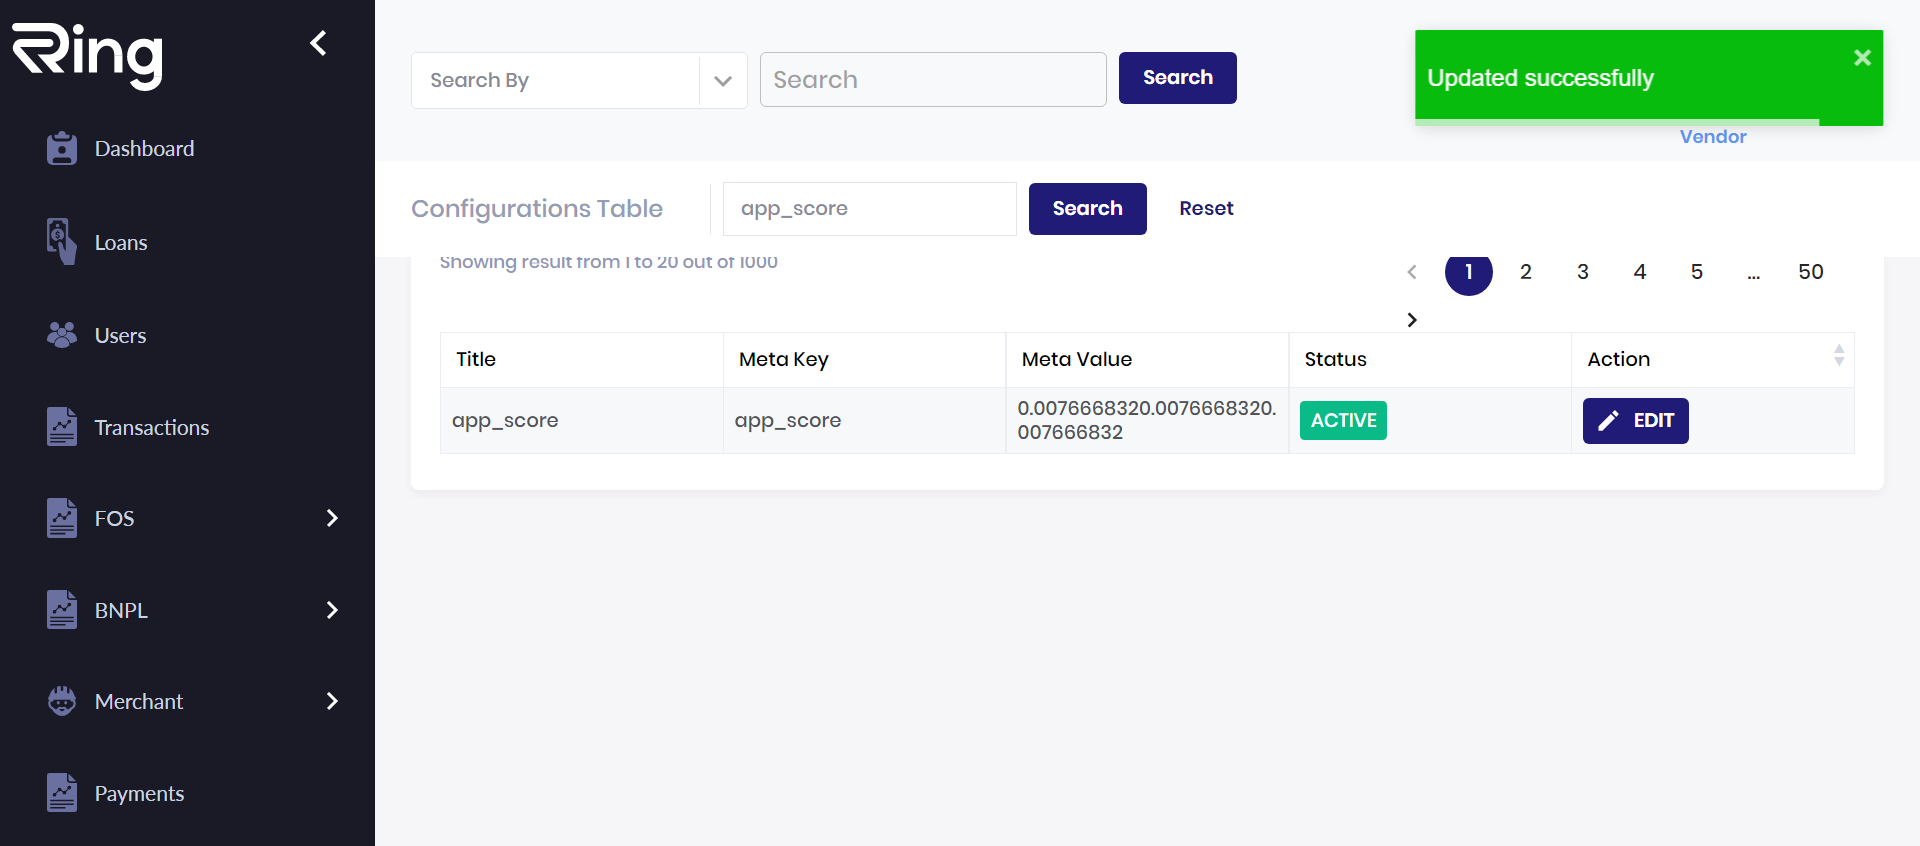 Ring
Dashboard
Loans
Users
Transactions
FOS
BNPL
Merchant
Payments
Search By
Search
Search
Updated successfully
Vendor
Configurations Table
app_score
Search
Reset
Showing result from 1 to 20 out of 1000
1 2 3 4 5 ... 50
Title Meta Key Meta Value Status Action
app_score app_score 0.0076668320.0076668320.
007666832
ACTIVE
EDIT